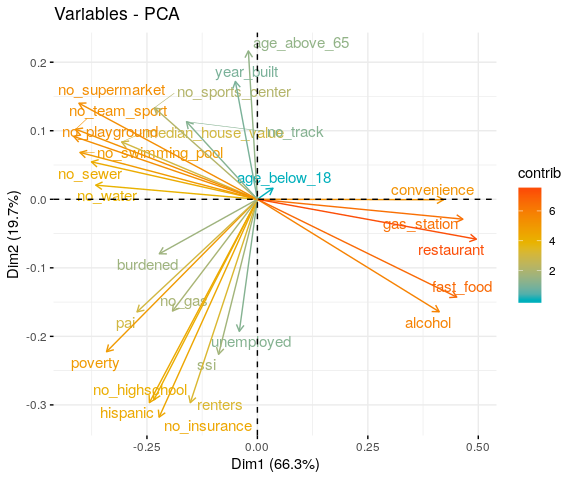 Variables - PCA
age_above_65
year_built
no_supermarket
no_sports_center
no_team_sport
no_playground
median_house_value
no_track
no_swimming_pool
no_sewer
age_below_18
no_water
convenience
gas_station
restaurant
burdened
fast_food
no_gas
pai
alcohol
unemployed
poverty
ssi
no_highschool
hispanic
renters
no_insurance
0.2
0.1
0.0
-0.1
-0.2
-0.3
-0.25
0.00
0.25
0.50
Dim1 (66.3%)
Dim2 (19.7%)
contrib
6
4
2